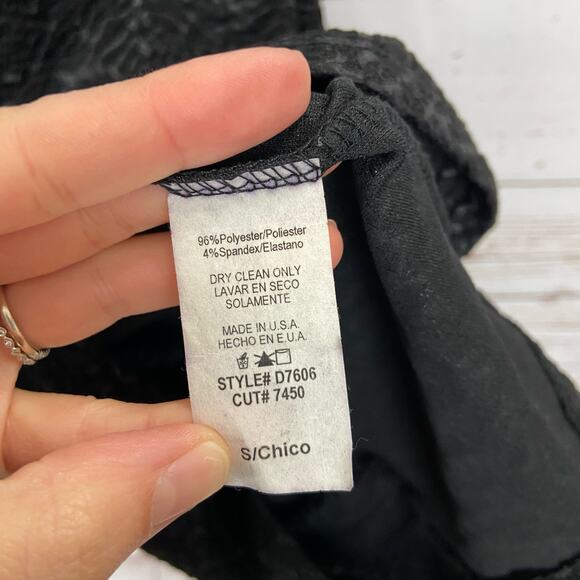 96%Polyester/Poliester
4%Spandex/Elastano
DRY CLEAN ONLY
LAVAR EN SECO
SOLAMENTE
MADE IN U.S.A.
HECHO EN E U.A.
STYLE# D7606
CUT# 7450
S/Chico